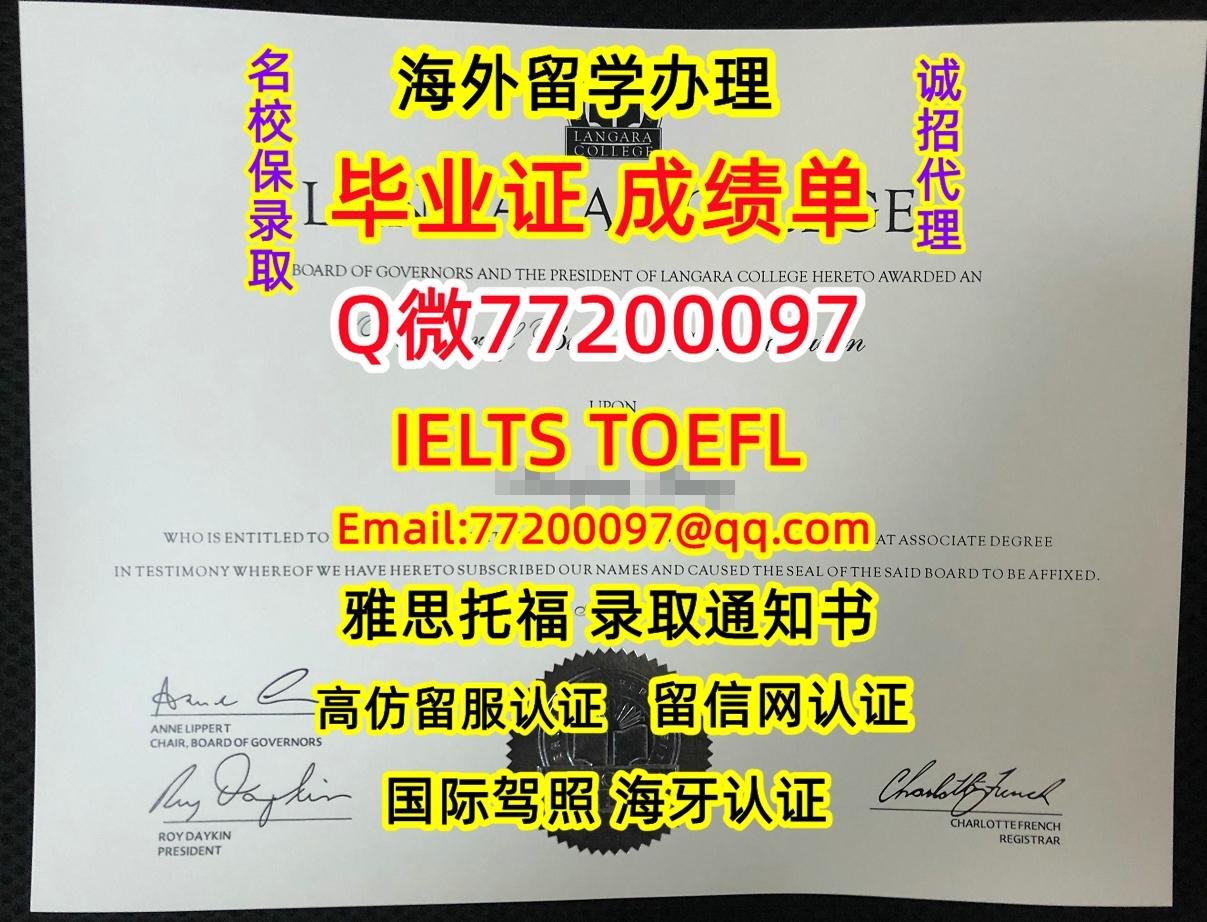 海外留学办理
名校保录取
诚招代理
LANGARA
COLLEGE
毕业证 成绩单
BOARD OF GOVERNORS AND THE PRESIDENT OF LANGARA COLLEGE HERETO AWARDED AN
Q微77200097
UPON
IELTS TOEFL
Email:77200097@qq.com
WHO IS ENTITLED TO
AT ASSOCIATE DEGREE
IN TESTIMONY WHEREOF WE HAVE HERETO SUBSCRIBED OUR NAMES AND CAUSED THE SEAL OF THE SAID BOARD TO BE AFFIXED.
雅思托福 录取通知书
高仿留服认证 留信网认证
ANNE LIPPERT
CHAIR, BOARD OF GOVERNORS
国际驾照 海牙认证
ROY DAYKIN
PRESIDENT
CHARLOTTE FRENCH
REGISTRAR